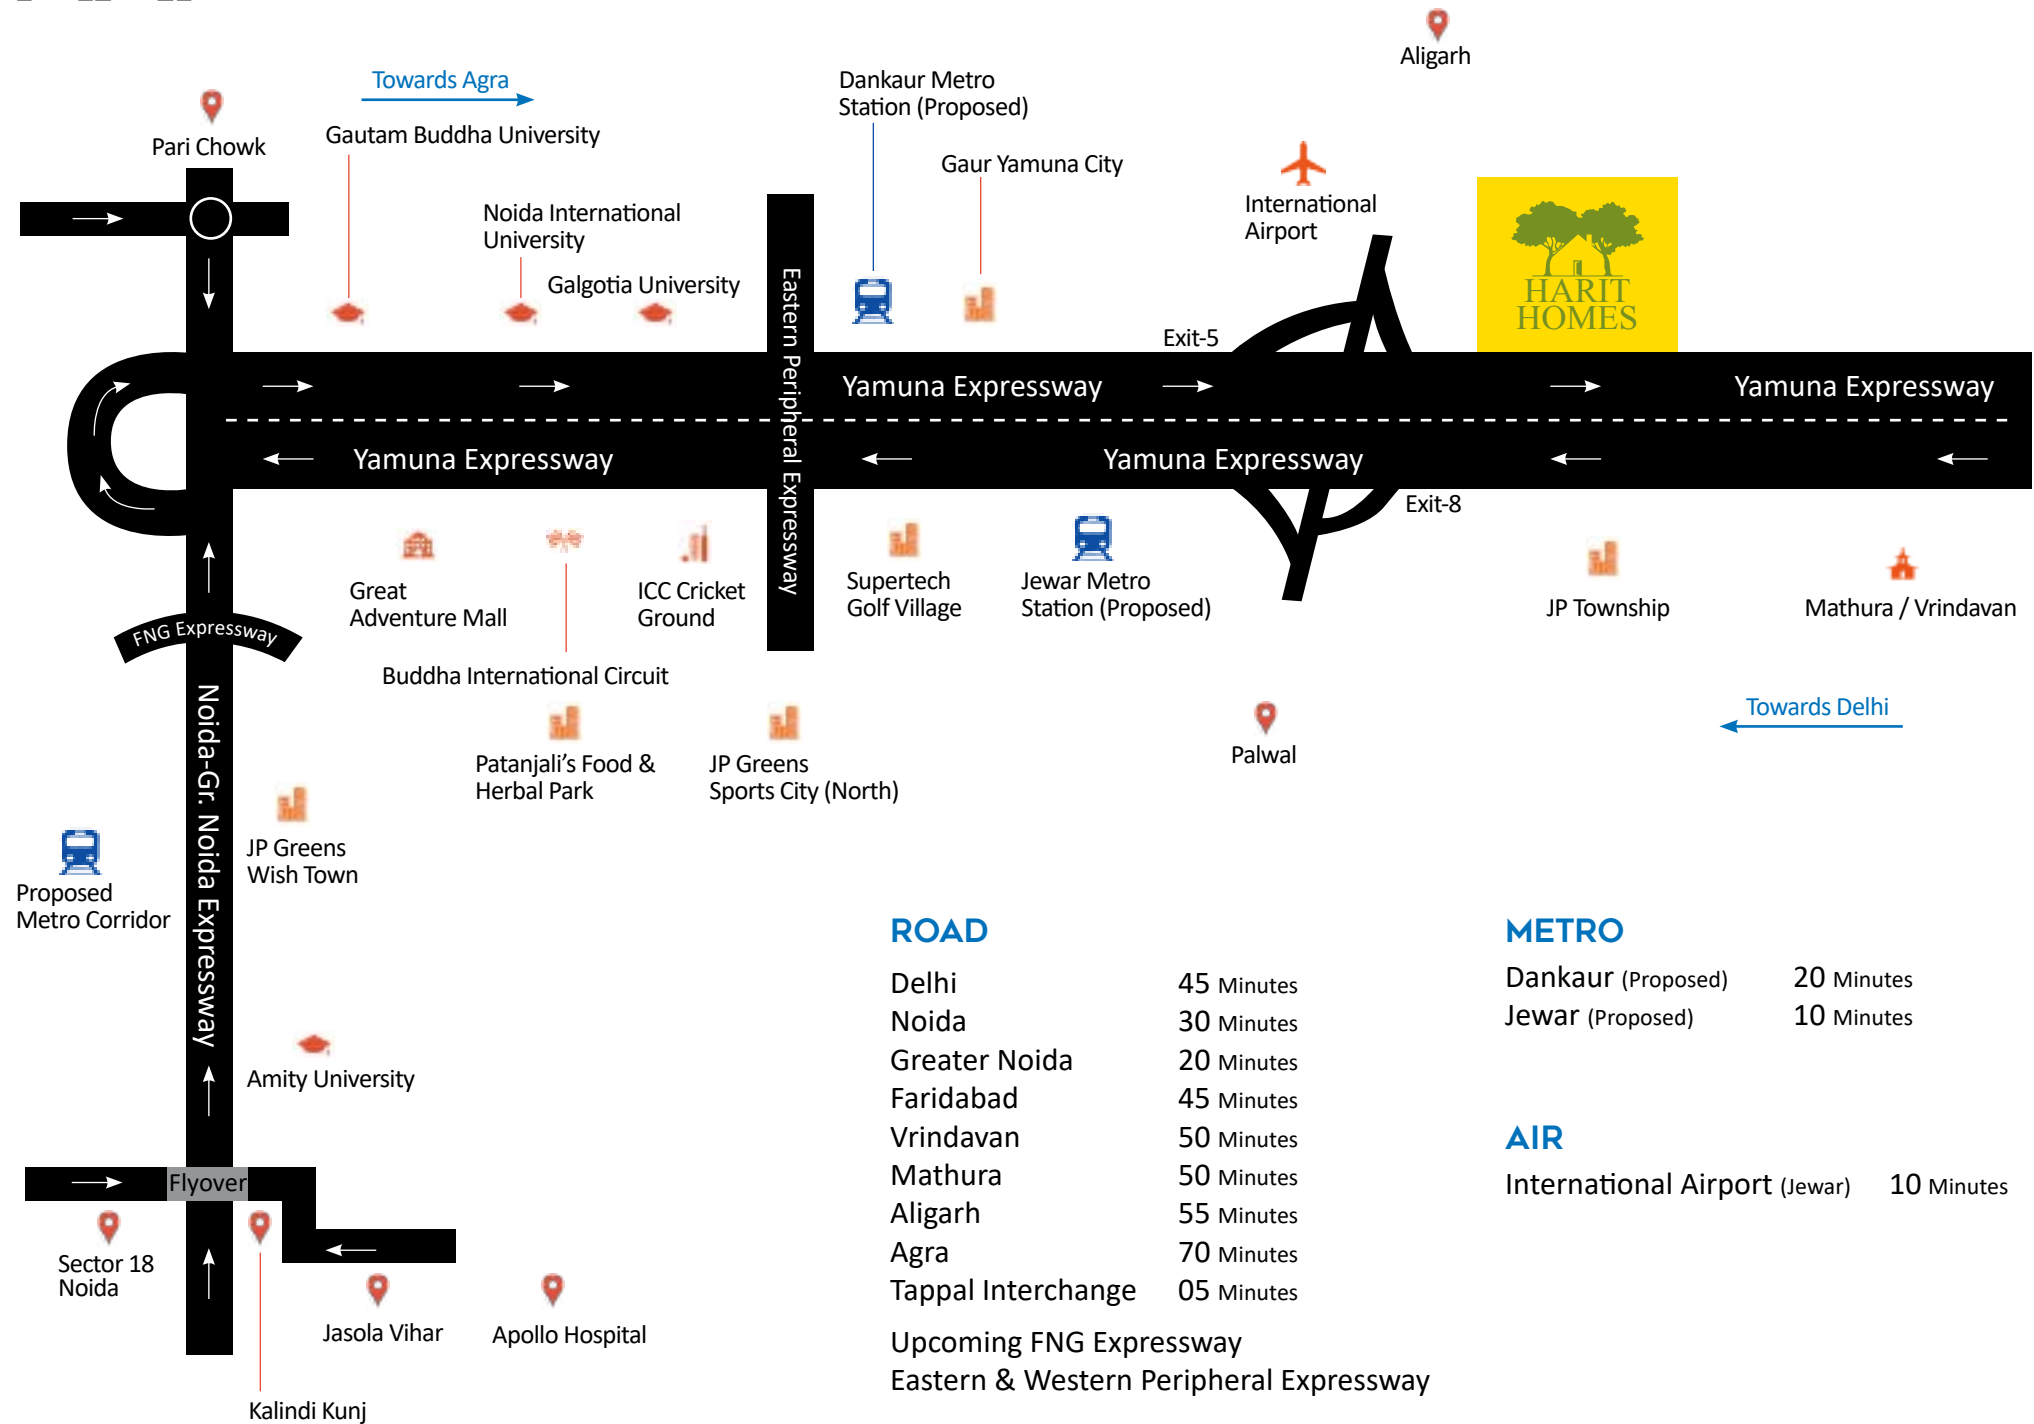 Aligarh
Towards Agra
Dankaur Metro
Station (Proposed)
Pari Chowk
Gautam Buddha University
Gaur Yamuna City
Noida International
University
International
Airport
Galgotia University
HARIT
HOMES
Exit-5
Eastern Peripheral Expressway
Yamuna Expressway
Yamuna Expressway
Yamuna Expressway
Yamuna Expressway
Exit-8
Great
Adventure Mall
ICC Cricket
Ground
Supertech
Golf Village
Jewar Metro
Station (Proposed)
JP Township
Mathura / Vrindavan
FNG Expressway
Buddha International Circuit
Noida-Gr. Noida Expressway
Towards Delhi
Patanjali’s Food &
Herbal Park
JP Greens
Sports City (North)
Palwal
JP Greens
Wish Town
Proposed
Metro Corridor
Amity University
Flyover
Sector 18
Noida
Jasola Vihar
Apollo Hospital
Kalindi Kunj
ROAD
Delhi 45 Minutes
Noida 30 Minutes
Greater Noida 20 Minutes
Faridabad 45 Minutes
Vrindavan 50 Minutes
Mathura 50 Minutes
Aligarh 55 Minutes
Agra 70 Minutes
Tappal Interchange 05 Minutes
Upcoming FNG Expressway
Eastern & Western Peripheral Expressway
METRO
Dankaur (Proposed) 20 Minutes
Jewar (Proposed) 10 Minutes
AIR
International Airport (Jewar) 10 Minutes